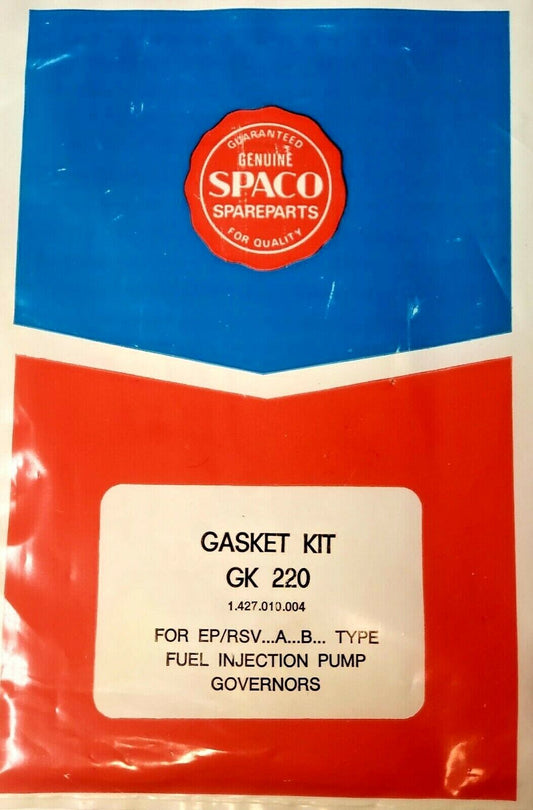 GUARANTEED
GENUINE
SPACO
SPAREPARTS
FOR QUALITY
GASKET KIT
GK 220
1.427.010.004
FOR EP/RSV...A...B... TYPE
FUEL INJECTION PUMP
GOVERNORS